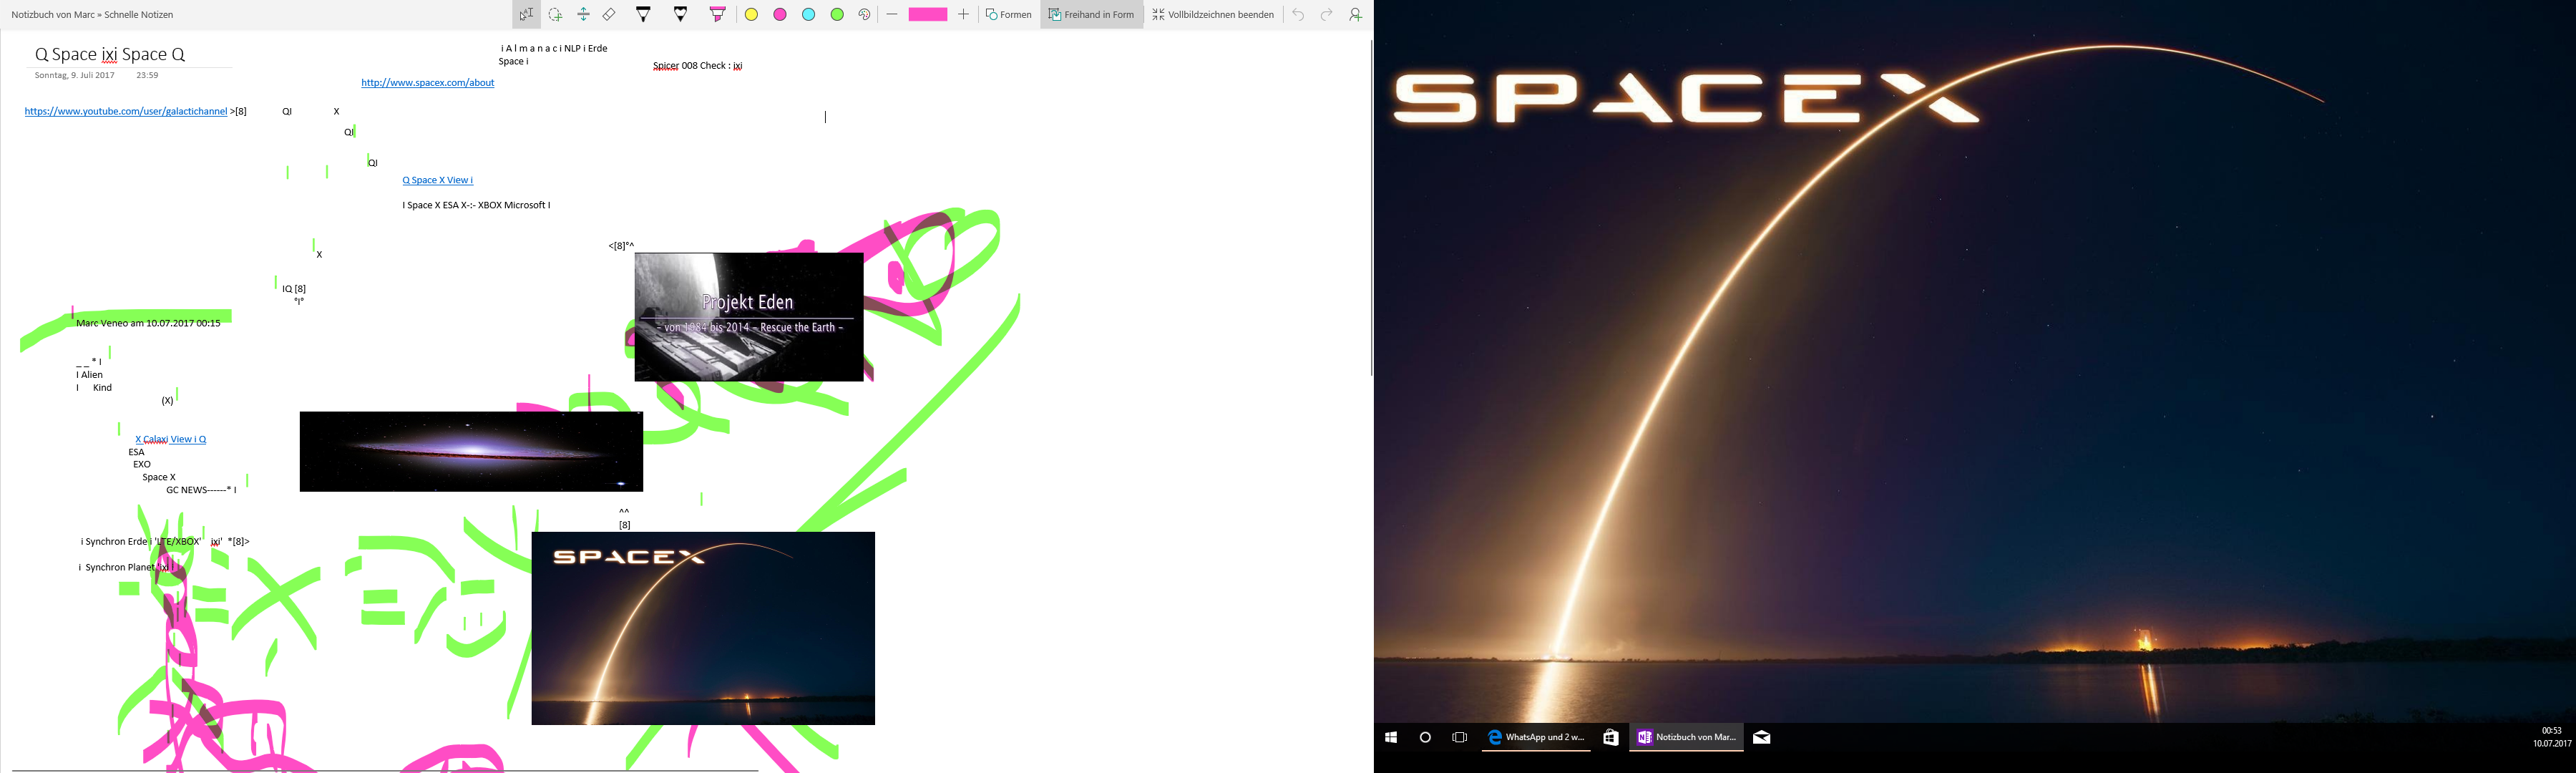 Notizbuch von Marc » Schnelle Notizen
Formen
Freihand in Form
Vollbildzeichnen beenden
Q Space ixi Space Q
Sonntag, 9. Juli 2017 23:59
i A l m a n a c i NLP i Erde
Space i
Spicer 008 Check : ixi
http://www.spacex.com/about
https://www.youtube.com/user/galactichannel >[8] QI X
QI
QI
Q Space X View i
I Space X ESA X-:- XBOX Microsoft I
<[8]°^
X
IQ [8]
°I°
Projekt Eden
- von 1984 bis 2014 – Rescue the Earth -
Marc Veneo am 10.07.2017 00:15
_ _ * I
I Alien
I Kind
(X)
X Calaxi View i Q
ESA
EXO
Space X
GC NEWS------* I
^^
[8]
i Synchron Erde i 'LTE/XBOX' ixi' *[8]>
i Synchron Planet 'ixi
SPACEX
SPACEX
WhatsApp und 2 w...
Notizbuch von Mar...
00:53
10.07.2017